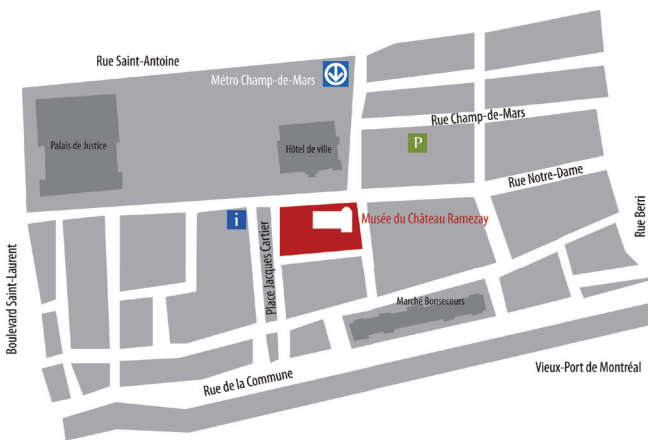 Rue Saint-Antoine
Métro Champ-de-Mars
Rue Champ-de-Mars
Palais de Justice
Hôtel de ville
P
Rue Notre-Dame
i
Musée du Château Ramezay
Rue Berri
Place Jacques Cartier
Boulevard Saint-Laurent
Marché Bonsecours
Rue de la Commune
Vieux-Port de Montréal